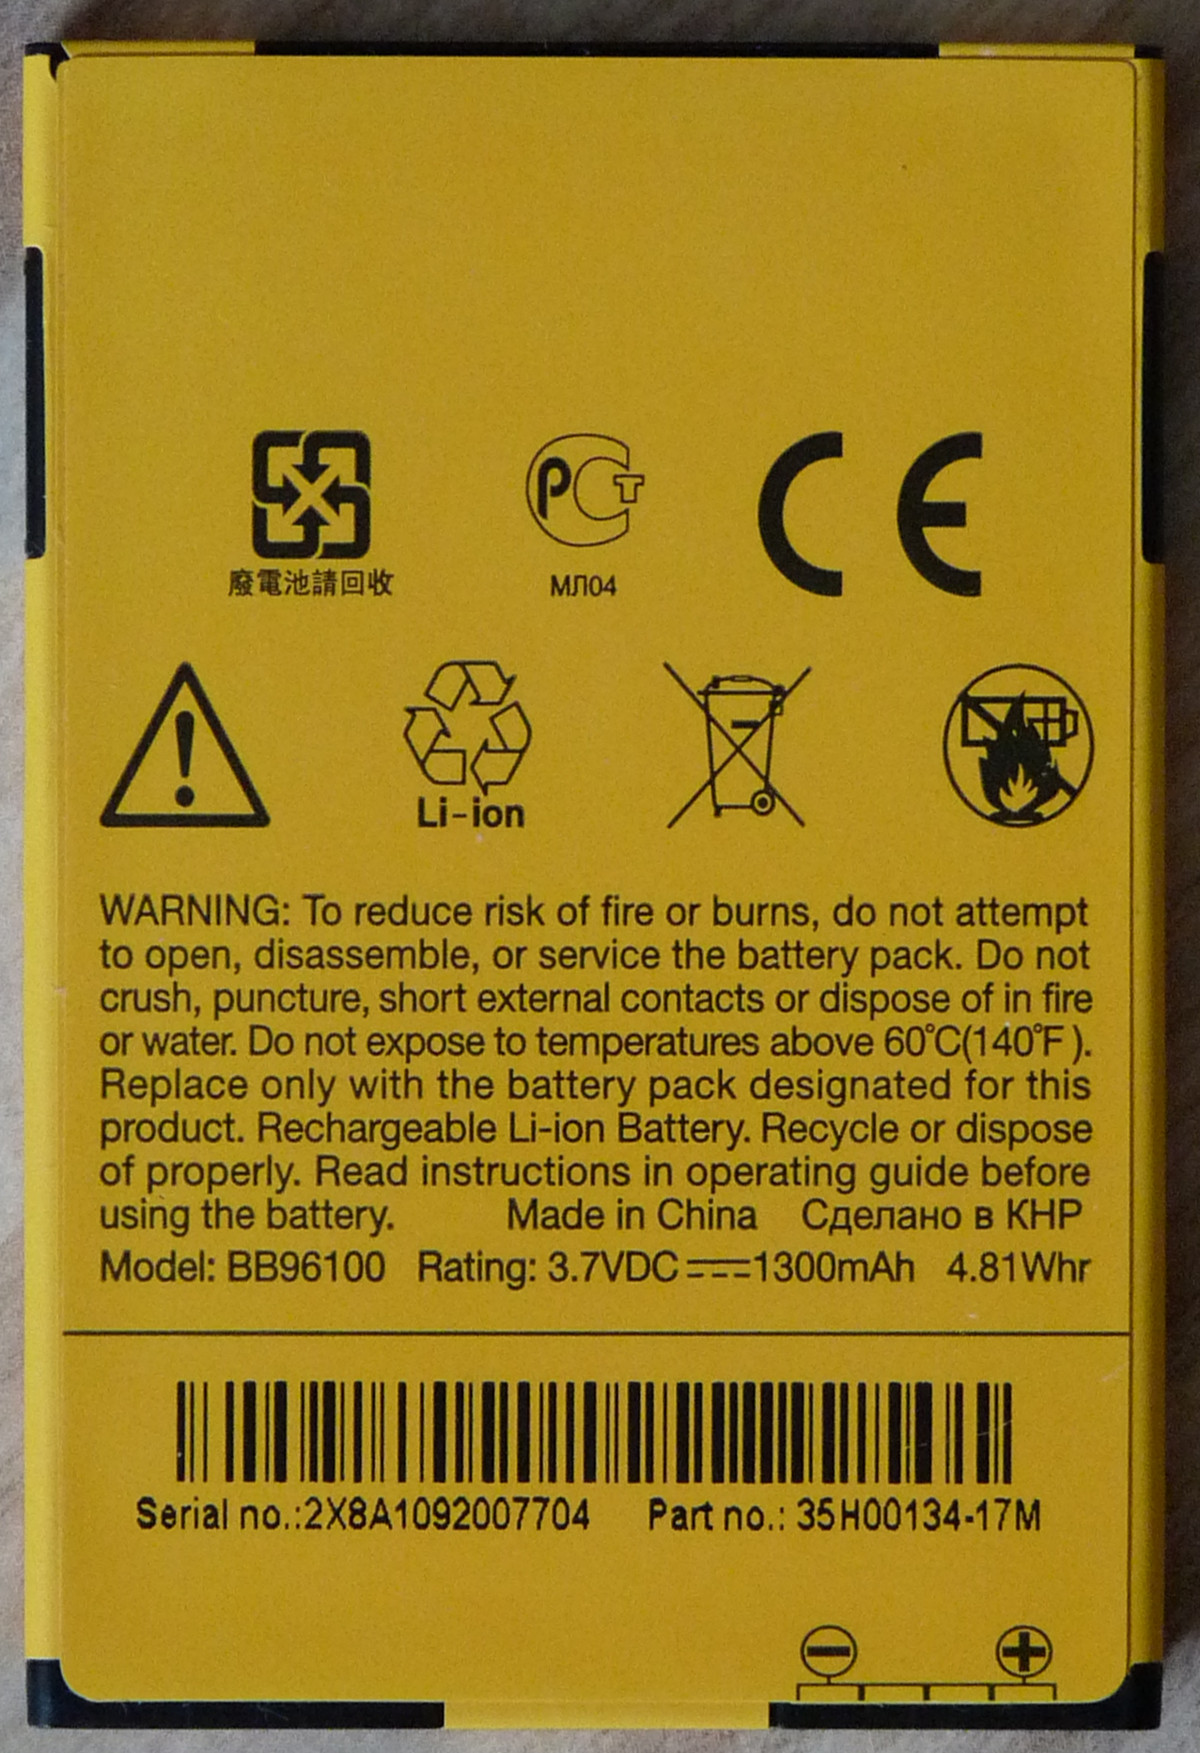 廢電池請回收
PCT
МЛ04
CE
Li-ion
WARNING: To reduce risk of fire or burns, do not attempt
to open, disassemble, or service the battery pack. Do not
crush, puncture, short external contacts or dispose of in fire
or water. Do not expose to temperatures above 60°C(140°F ).
Replace only with the battery pack designated for this
product. Rechargeable Li-ion Battery. Recycle or dispose
of properly. Read instructions in operating guide before
using the battery. Made in China Сделано в КНР
Model: BB96100 Rating: 3.7VDC⎓1300mAh 4.81Whr
Serial no.:2X8A1092007704 Part no.: 35H00134-17M